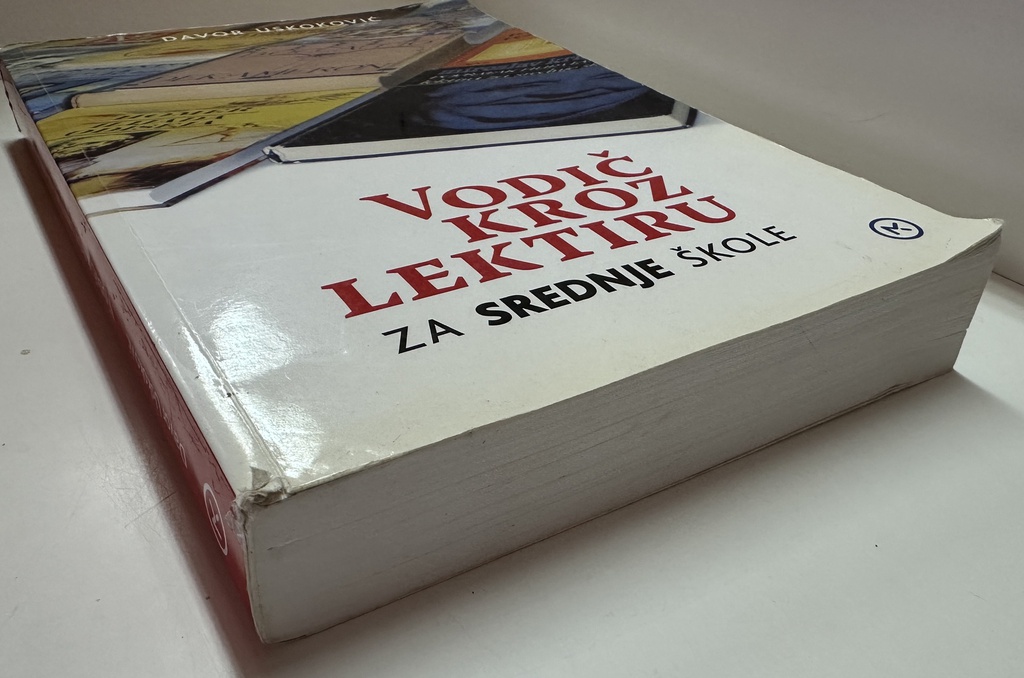 DAVOR USKOKOVIĆ
VODIČ
KROZ
LEKTIRU
ZA SREDNJE ŠKOLE